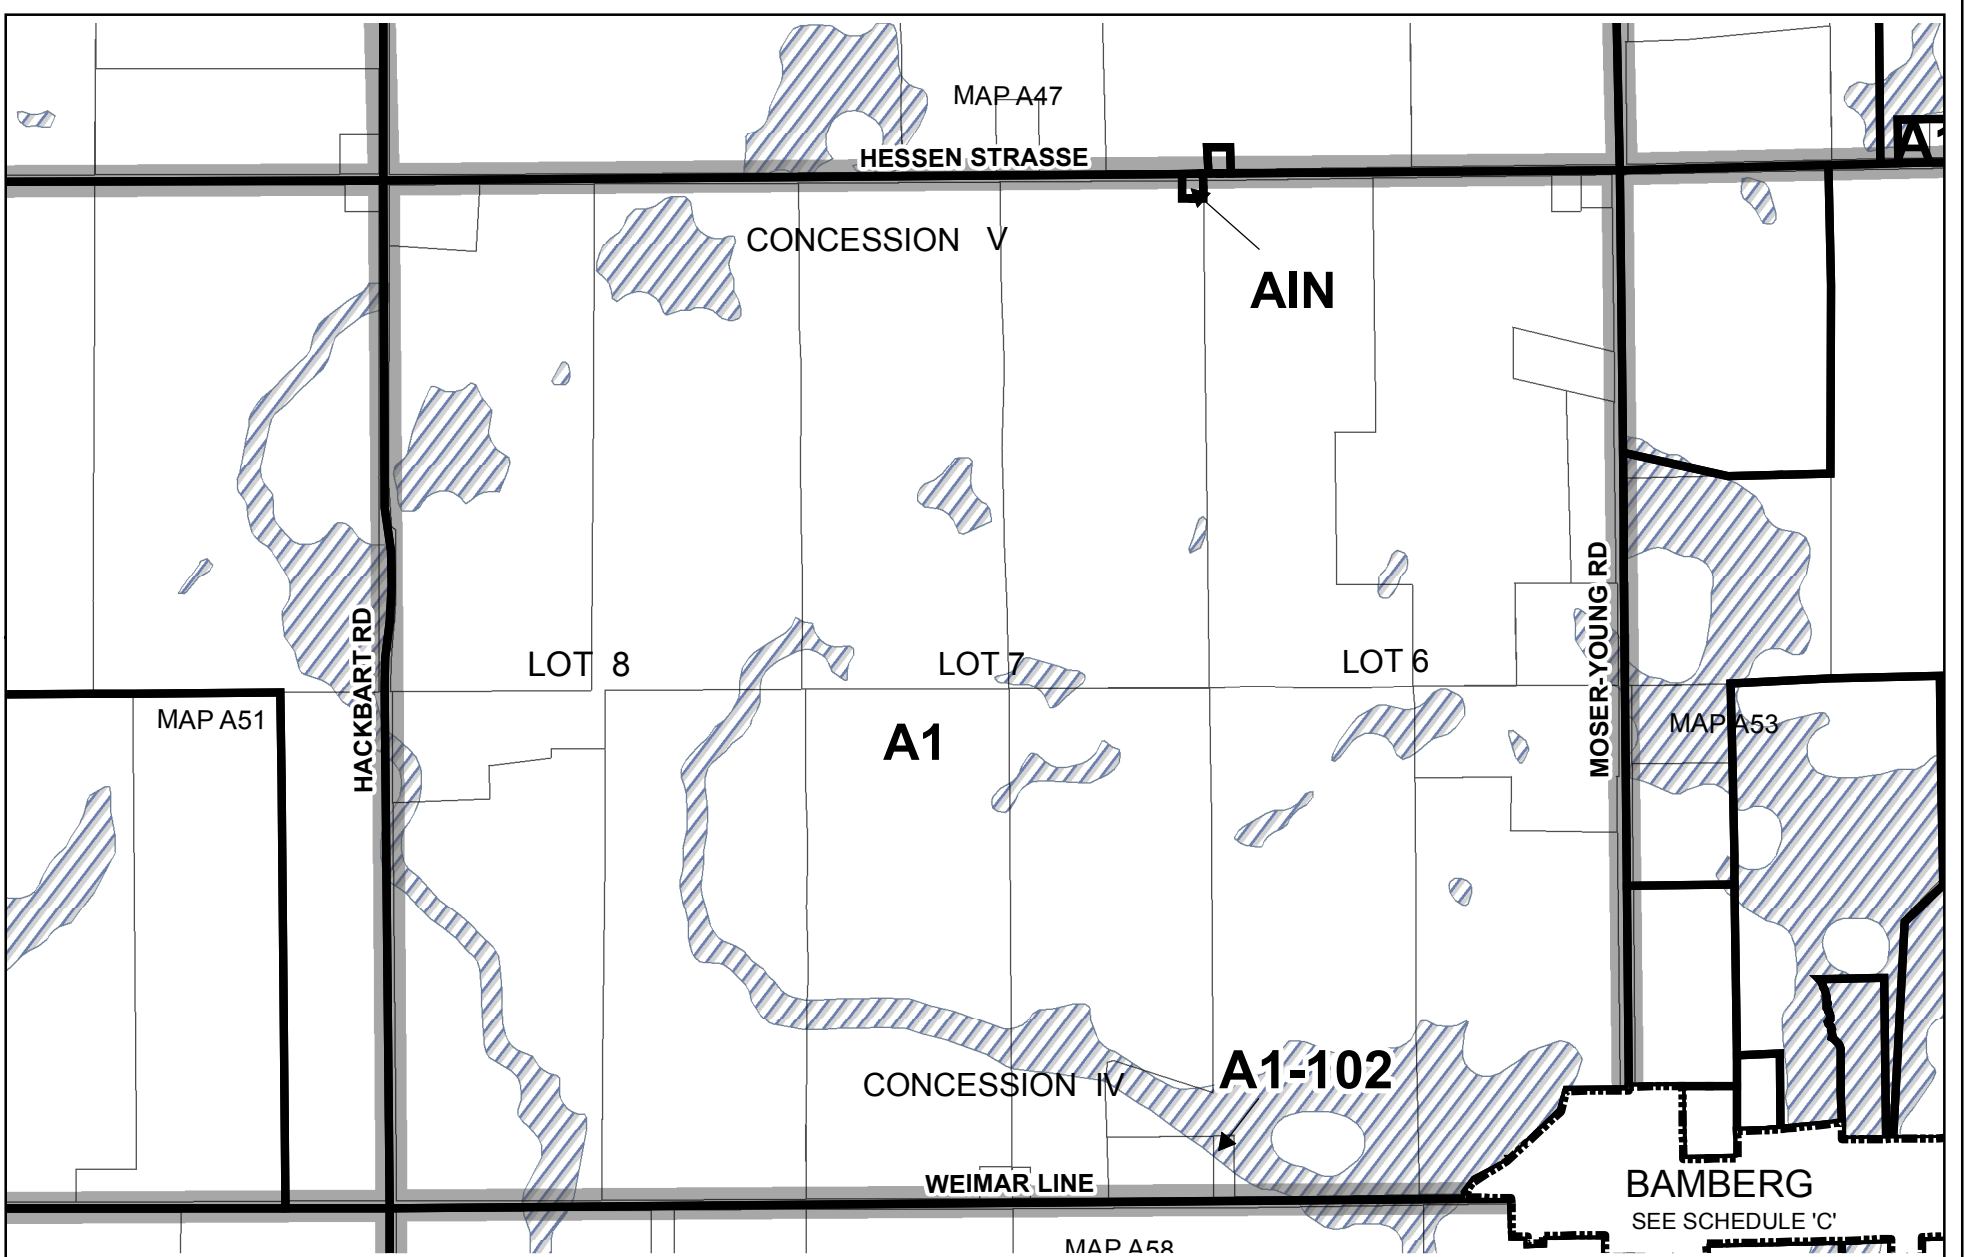 MAP A47
HESSEN STRASSE
CONCESSION V
AIN
LOT 8
LOT 7
LOT 6
MAP A51
HACKBART RD
MOSER-YOUNG RD
MAP A53
A1
A1-102
CONCESSION IV
WEIMAR LINE
BAMBERG
SEE SCHEDULE 'C'
MAP A58